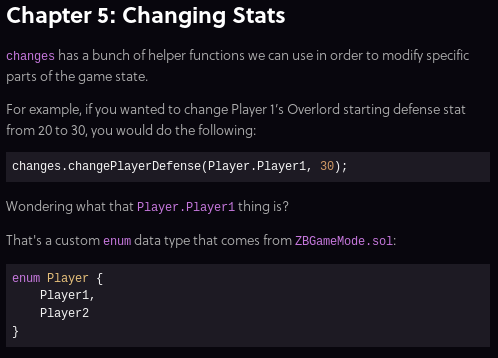 Chapter 5: Changing Stats
changes has a bunch of helper functions we can use in order to modify specific
parts of the game state.
For example, if you wanted to change Player 1's Overlord starting defense stat
from 20 to 30, you would do the following:
changes.changePlayerDefense(Player.Player1, 30);
Wondering what that Player.Player1 thing is?
That's a custom enum data type that comes from ZBGameMode.sol:
enum Player {
    Player1,
    Player2
}